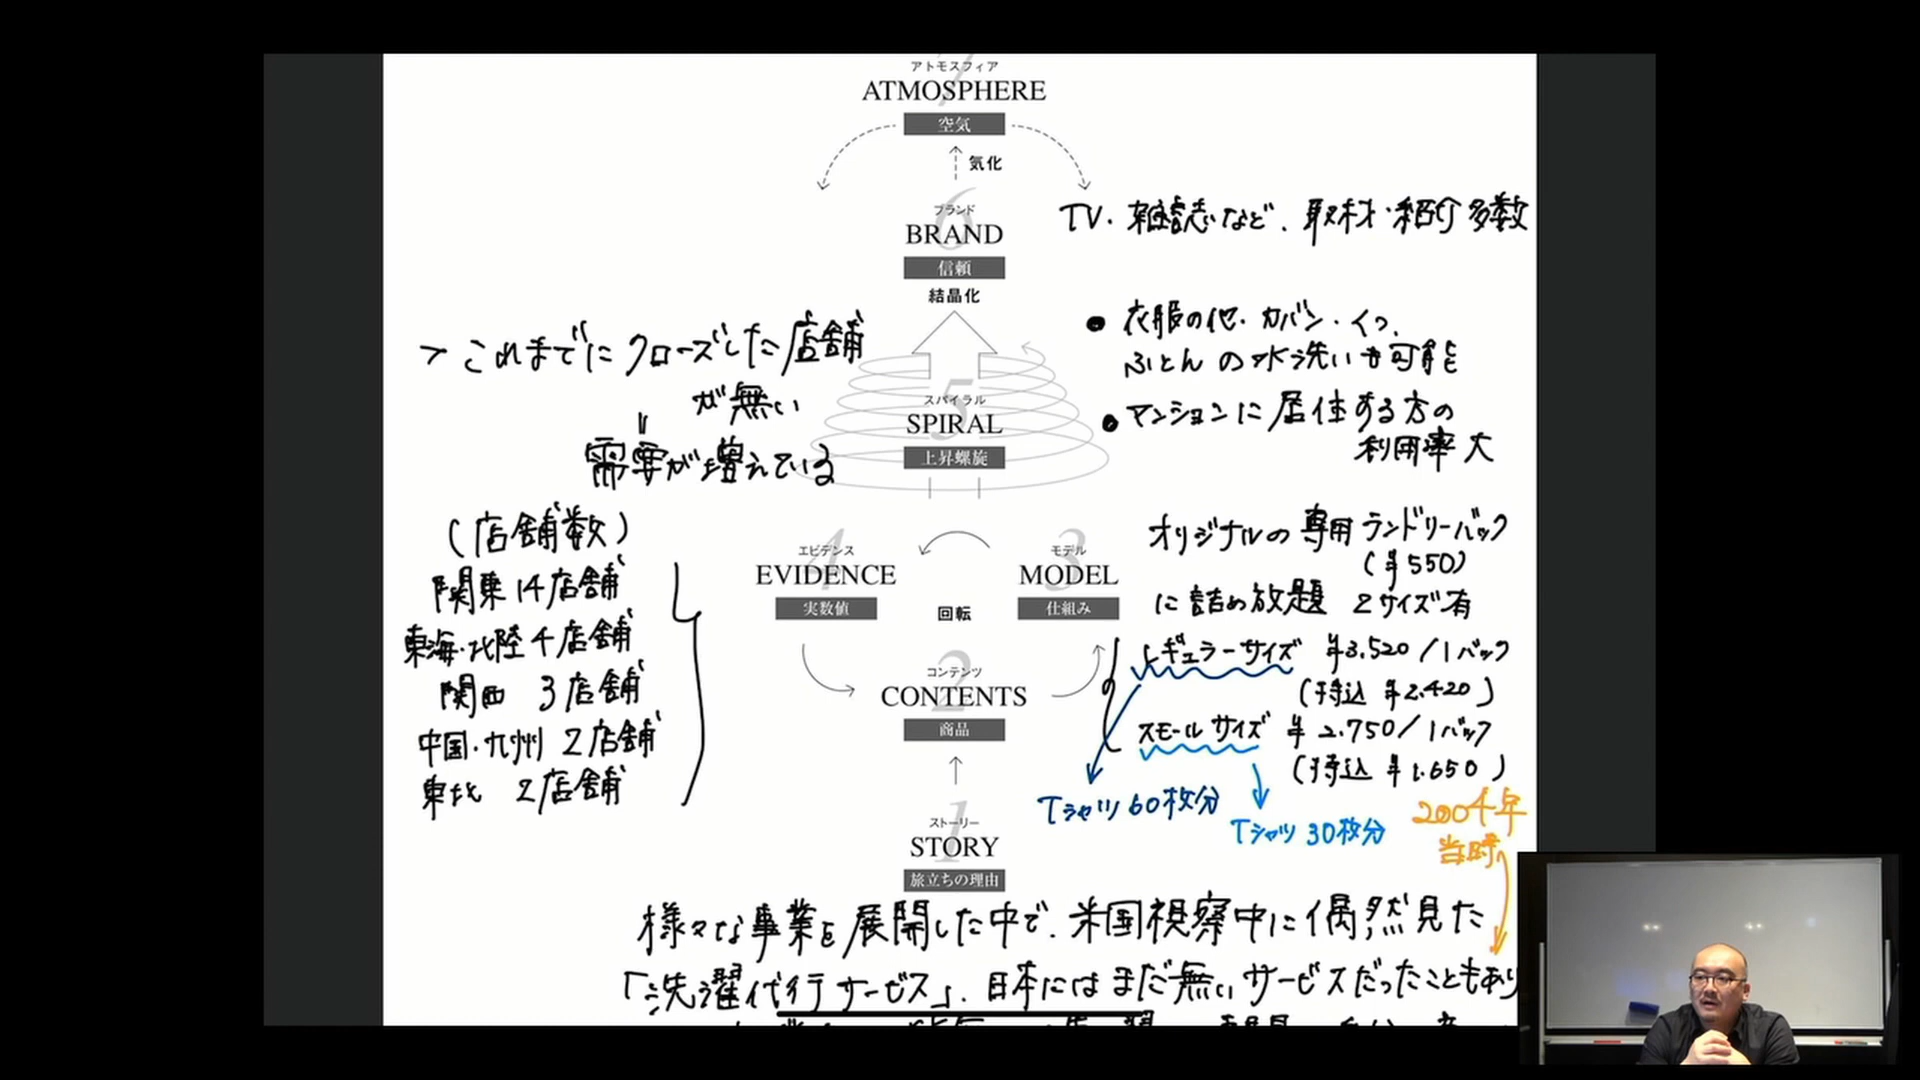 7
アトモスフィア
ATMOSPHERE
空気
気化
6
ブランド
BRAND
信頼
結晶化
TV・雑誌など、取材・紹介多数
> これまでにクローズした店舗
が無い
〃
需要が増えている
5
スパイラル
SPIRAL
上昇螺旋
● 衣服の他・カバン・くつ、
ふとんの水洗いも可能
● マンションに居住する方の
利用率大
(店舗数)
関東 14店舗
東海・北陸 4店舗
関西 3店舗
中国・九州 2店舗
東北 2店舗
4
エビデンス
EVIDENCE
実数値
回転
3
モデル
MODEL
仕組み
オリジナルの専用ランドリーバック
(¥550)
に詰め放題 2サイズ有
レギュラーサイズ ¥3.520/1バック
(持込 ¥2.420)
スモールサイズ ¥2.750/1バック
(持込 ¥1.650)
Tシャツ 60枚分
Tシャツ 30枚分
2004年
当時
2
コンテンツ
CONTENTS
商品
1
ストーリー
STORY
旅立ちの理由
様々な事業を展開した中で、米国視察中に偶然見た
「洗濯代行サービス」、日本にはまだ無いサービスだったこともあり